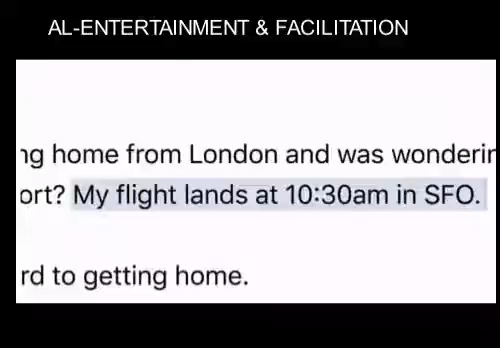 AL-ENTERTAINMENT & FACILITATION
ng home from London and was wonderin
ort? My flight lands at 10:30am in SFO.
rd to getting home.